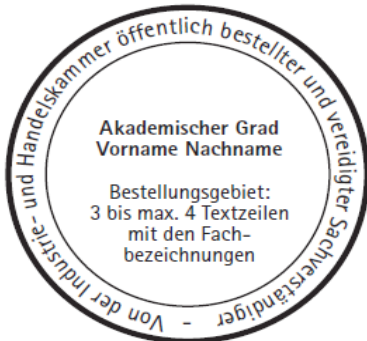 Von der Industrie- und Handelskammer öffentlich bestellter und vereidigter Sachverständiger -
Akademischer Grad
Vorname Nachname
Bestellungsgebiet:
3 bis max. 4 Textzeilen
mit den Fach-
bezeichnungen